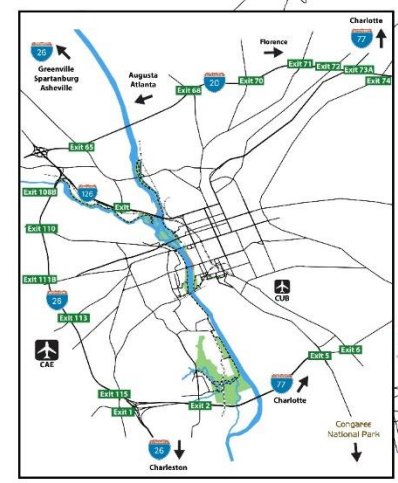 Charlotte
77
26
Greenville
Spartanburg
Asheville
Florence
Augusta
Atlanta
20
Exit 68
Exit 70
Exit 71
Exit 72
Exit 73A
Exit 74
Exit 65
Exit 108B
126
Exit
Exit 110
Exit 111B
26
Exit 113
CUB
CAE
Exit 5
Exit 6
77
Charlotte
Exit 115
Exit 1
Exit 2
Congaree
National Park
26
Charleston